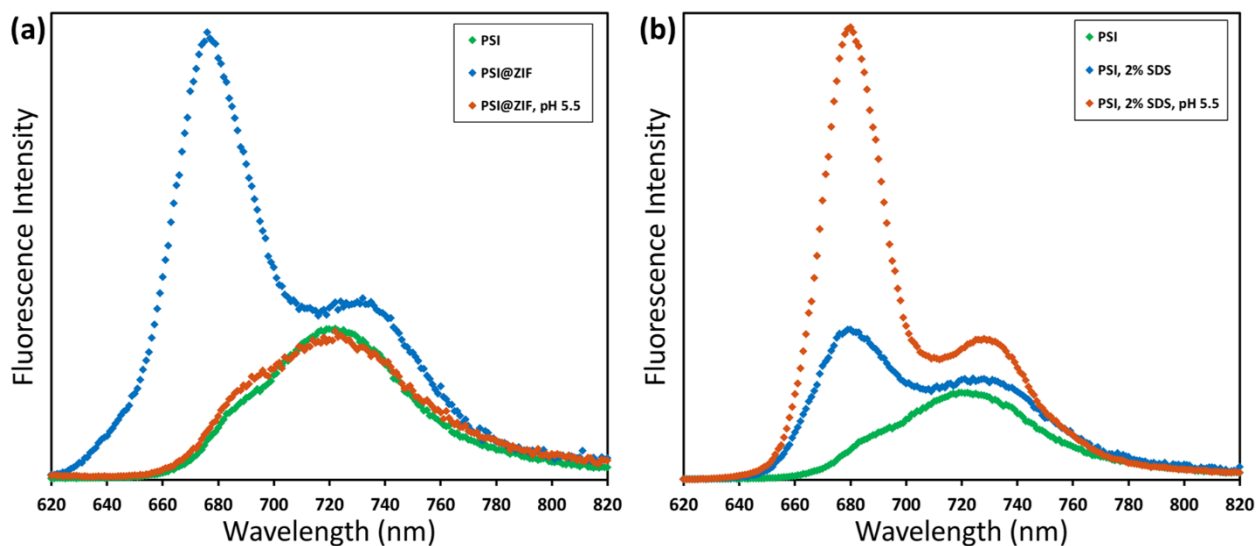 (a)
PSI
PSI@ZIF
PSI@ZIF, pH 5.5
Fluorescence Intensity
620 640 660 680 700 720 740 760 780 800 820
Wavelength (nm)
(b)
PSI
PSI, 2% SDS
PSI, 2% SDS, pH 5.5
Fluorescence Intensity
620 640 660 680 700 720 740 760 780 800 820
Wavelength (nm)